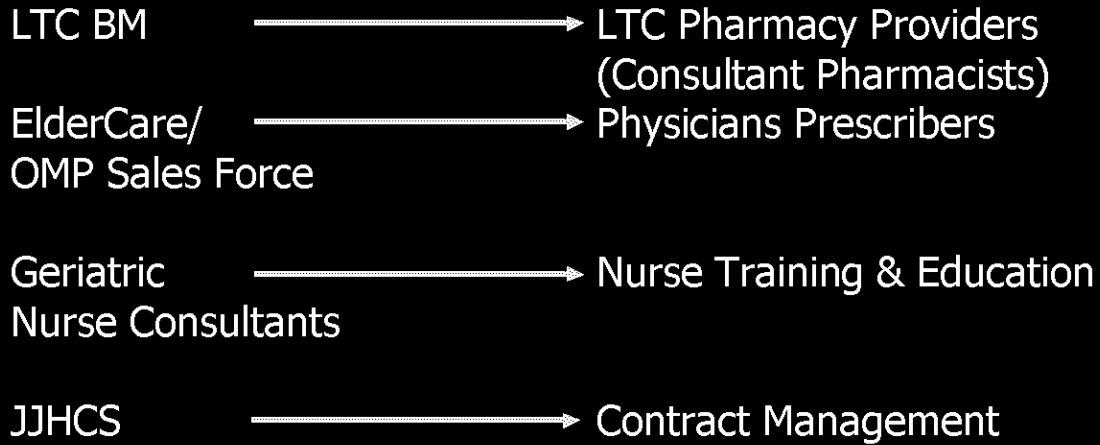 LTC BM
LTC Pharmacy Providers
(Consultant Pharmacists)
ElderCare/
OMP Sales Force
Physicians Prescribers
Geriatric
Nurse Consultants
Nurse Training & Education
JJHCS
Contract Management